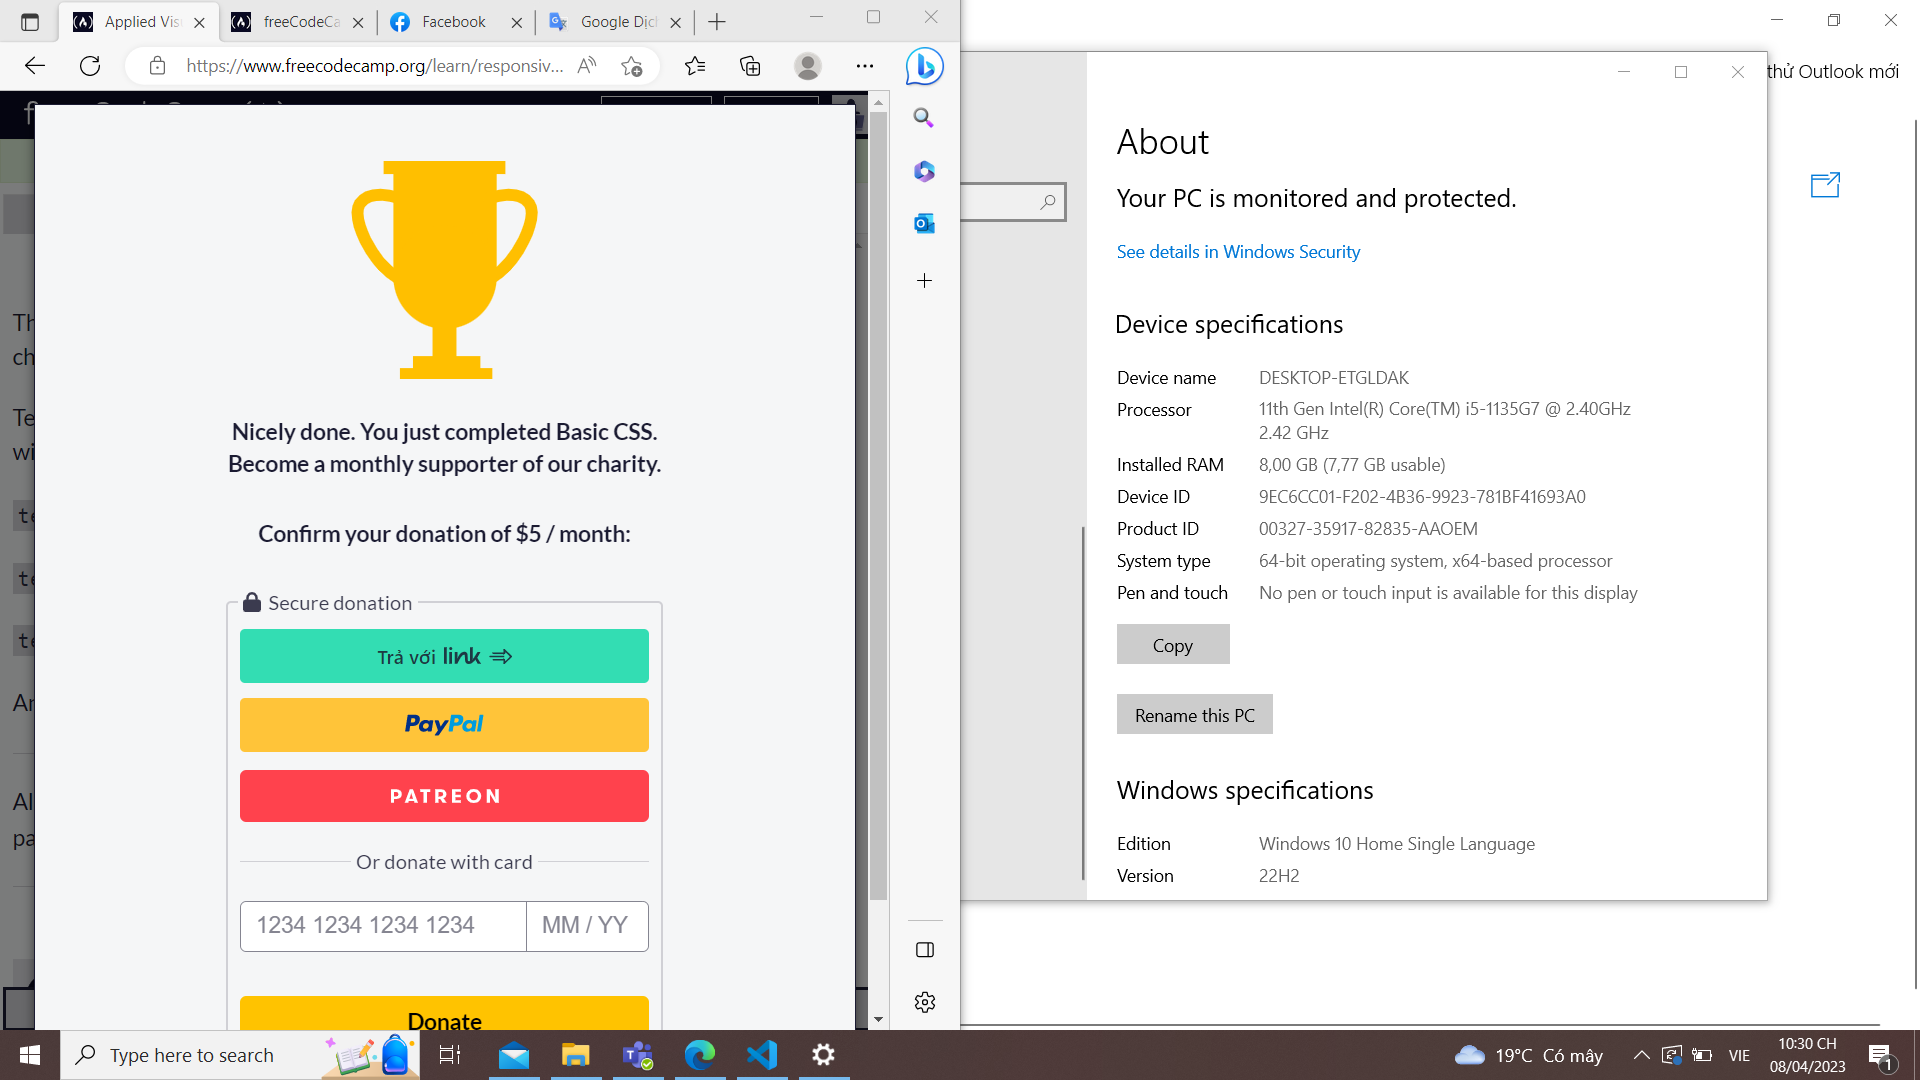 Applied Vis
freeCodeCa
Facebook
Google Dịch
https://www.freecodecamp.org/learn/responsiv...
Nicely done. You just completed Basic CSS.
Become a monthly supporter of our charity.
Confirm your donation of $5 / month:
Secure donation
Trả với link
PayPal
PATREON
Or donate with card
1234 1234 1234 1234
MM / YY
Donate
thử Outlook mới
About
Your PC is monitored and protected.
See details in Windows Security
Device specifications
Device name DESKTOP-ETGLDAK
Processor 11th Gen Intel(R) Core(TM) i5-1135G7 @ 2.40GHz
2.42 GHz
Installed RAM 8,00 GB (7,77 GB usable)
Device ID 9EC6CC01-F202-4B36-9923-781BF41693A0
Product ID 00327-35917-82835-AAOEM
System type 64-bit operating system, x64-based processor
Pen and touch No pen or touch input is available for this display
Copy
Rename this PC
Windows specifications
Edition Windows 10 Home Single Language
Version 22H2
Type here to search
19°C Có mây
VIE
10:30 CH
08/04/2023
1